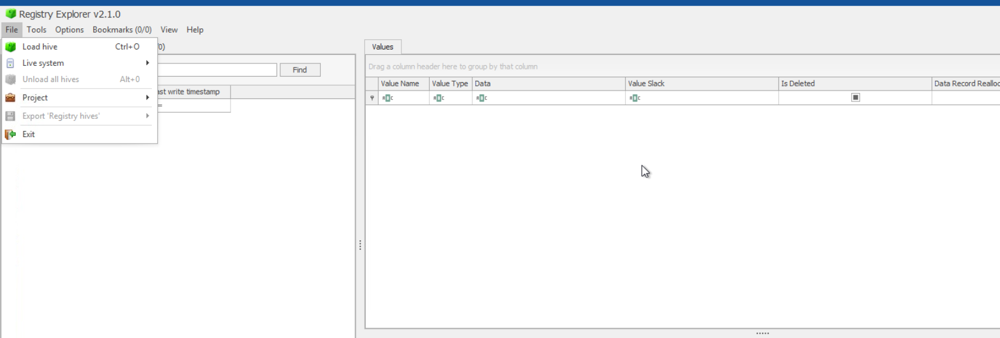 Registry Explorer v2.1.0
File Tools Options Bookmarks (0/0) View Help
Load hive Ctrl+O
Live system
Unload all hives Alt+0
Project
Export 'Registry hives'
Exit
/0)
Find
ast write timestamp
=
Values
Drag a column header here to group by that column
Value Name Value Type Data Value Slack Is Deleted Data Record Realloc